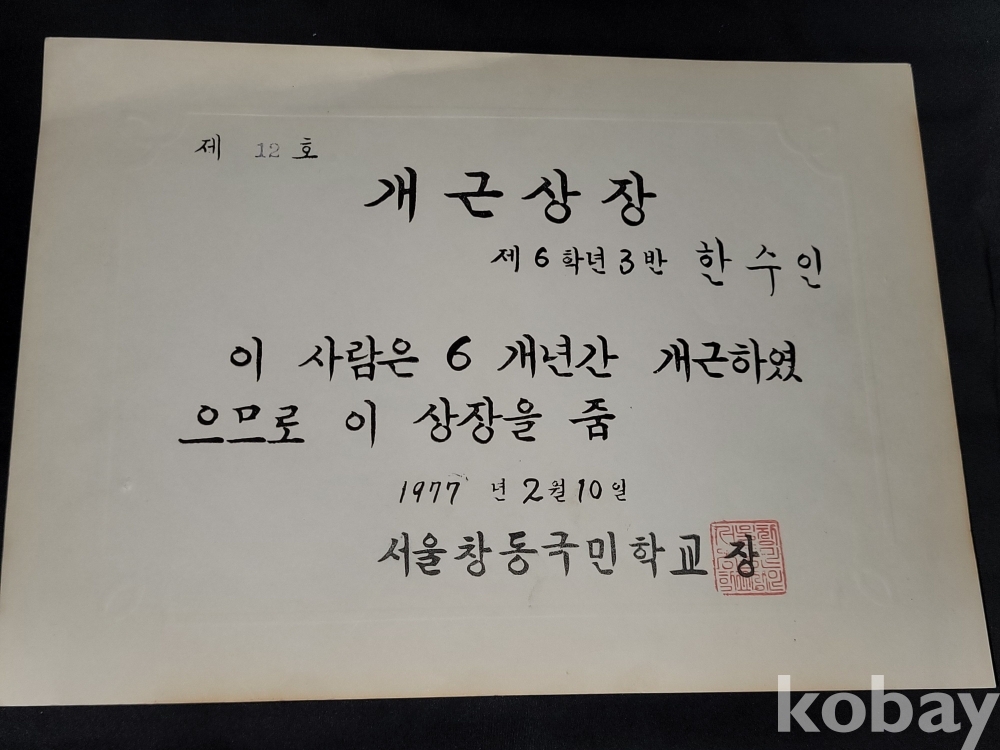 제 12 호
개근상장
제 6 학년 3 반 한수인
이 사람은 6 개년간 개근하였
으므로 이 상장을 줌
1977 년 2 월 10 일
서울창동국민학교장
kobay